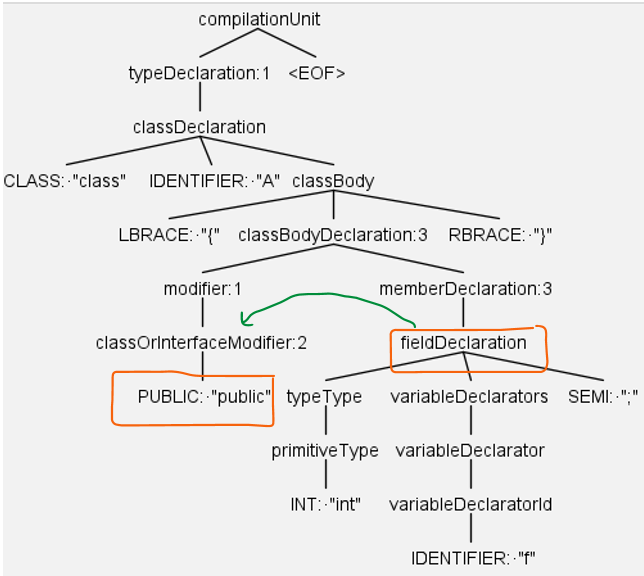 compilationUnit
typeDeclaration:1 <EOF>
classDeclaration
CLASS:·"class" IDENTIFIER:·"A" classBody
LBRACE:·"{" classBodyDeclaration:3 RBRACE:·"}"
modifier:1 memberDeclaration:3
classOrInterfaceModifier:2 fieldDeclaration
PUBLIC:·"public" typeType variableDeclarators SEMI:·";"
primitiveType variableDeclarator
INT:·"int" variableDeclaratorId
IDENTIFIER:·"f"